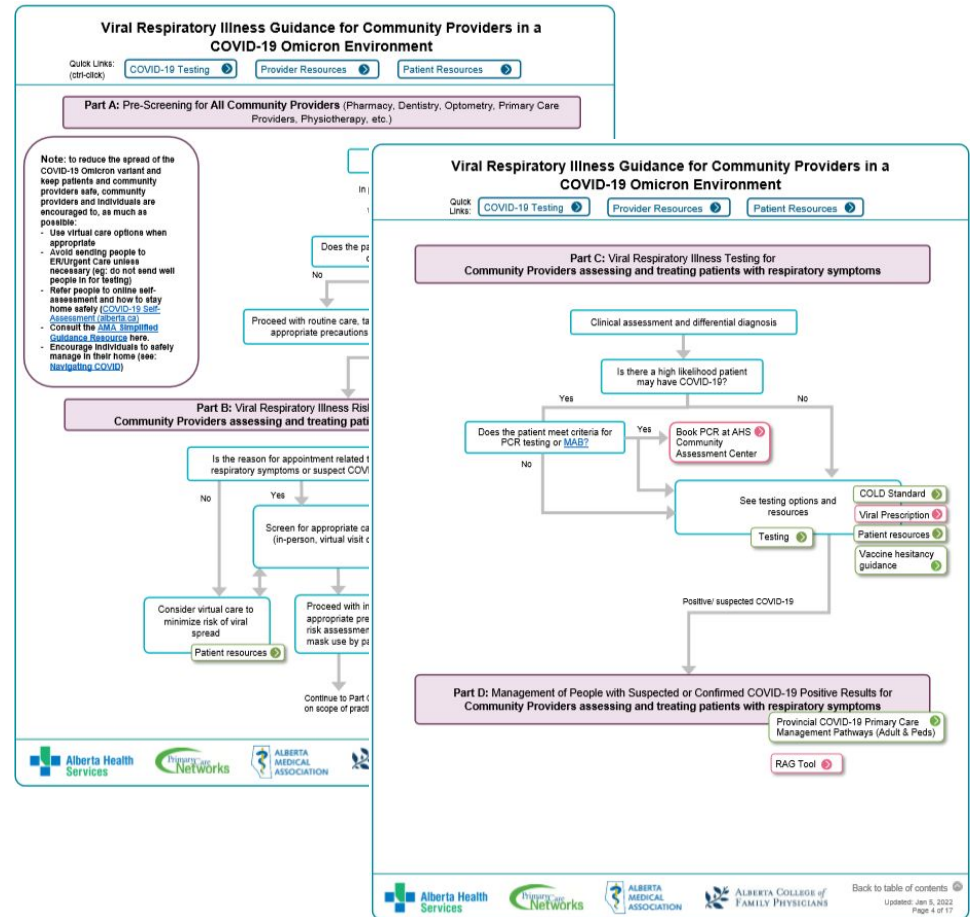 Viral Respiratory Illness Guidance for Community Providers in a
COVID-19 Omicron Environment
Quick Links:
(ctrl-click)
COVID-19 Testing
Provider Resources
Patient Resources
Part A: Pre-Screening for All Community Providers (Pharmacy, Dentistry, Optometry, Primary Care
Providers, Physiotherapy, etc.)
Note: to reduce the spread of the
COVID-19 Omicron variant and
keep patients and community
providers safe, community
providers and individuals are
encouraged to, as much as
possible:
- Use virtual care options when
appropriate
- Avoid sending people to
ER/Urgent Care unless
necessary (eg: do not send well
people in for testing)
- Refer people to online self-
assessment and how to stay
home safely (COVID-19 Self-
Assessment (alberta.ca)
- Consult the AMA Simplified
Guidance Resource here.
- Encourage individuals to safely
manage in their home (see:
Navigating COVID)
In
Does the pa
No
Proceed with routine care, ta
appropriate precautions
Part B: Viral Respiratory Illness Risk
Community Providers assessing and treating pati
Is the reason for appointment related t
respiratory symptoms or suspect COV
No
Yes
Screen for appropriate ca
(in-person, virtual visit
Consider virtual care to
minimize risk of viral
spread
Patient resources
Proceed with in
appropriate pre
risk assessmen
mask use by pa
Continue to Part
on scope of practi
Alberta Health
Services
Primary Care
Networks
ALBERTA
MEDICAL
ASSOCIATION
Viral Respiratory Illness Guidance for Community Providers in a
COVID-19 Omicron Environment
Quick
Links:
COVID-19 Testing
Provider Resources
Patient Resources
Part C: Viral Respiratory Illness Testing for
Community Providers assessing and treating patients with respiratory symptoms
Clinical assessment and differential diagnosis
Is there a high likelihood patient
may have COVID-19?
Yes
No
Does the patient meet criteria for
PCR testing or MAB?
Yes
Book PCR at AHS
Community
Assessment Center
No
See testing options and
resources
Testing
COLD Standard
Viral Prescription
Patient resources
Vaccine hesitancy
guidance
Positive/ suspected COVID-19
Part D: Management of People with Suspected or Confirmed COVID-19 Positive Results for
Community Providers assessing and treating patients with respiratory symptoms
Provincial COVID-19 Primary Care
Management Pathways (Adult & Peds)
RAG Tool
Alberta Health
Services
Primary Care
Networks
ALBERTA
MEDICAL
ASSOCIATION
ALBERTA COLLEGE of
FAMILY PHYSICIANS
Back to table of contents
Updated: Jan 5, 2022
Page 4 of 17